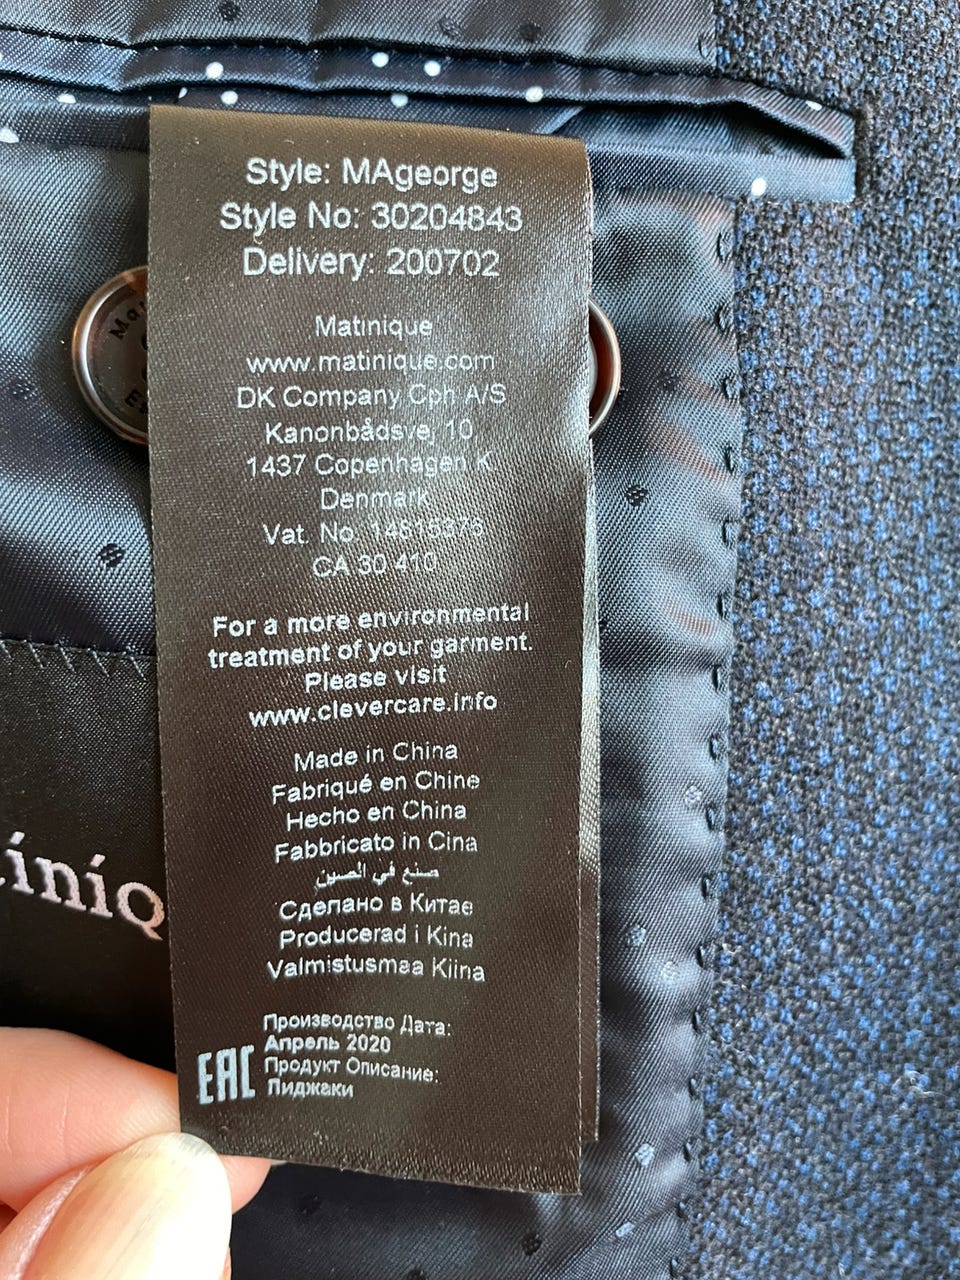 Style: MAgeorge
Style No: 30204843
Delivery: 200702
Matinique
www.matinique.com
DK Company Cph A/S
Kanonbådsvej 10
1437 Copenhagen K
Denmark
Vat. No.
CA 30 410
For a more environmental
treatment of your garment.
Please visit
www.clevercare.info
Made in China
Fabriqué en Chine
Hecho en China
Fabbricato in Cina
صنع في الصين
Сделано в Китае
Producerad i Kina
Valmistusmaa Kiina
Производство Дата:
Апрель 2020
EAC Продукт Описание:
Пиджаки
iniq